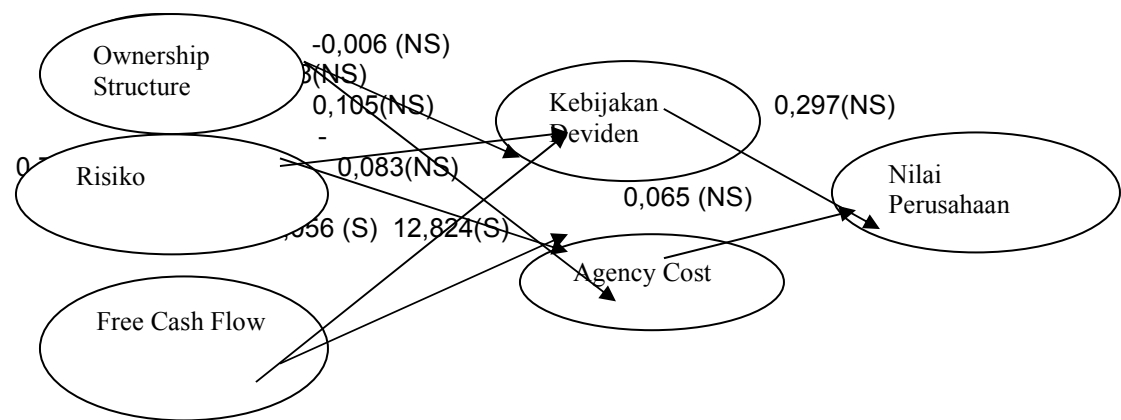 Ownership
Structure
-0,006 (NS)
(NS)
0,105(NS)
-
0,083(NS)
Risiko
(S) 12,824(S)
Free Cash Flow
Kebijakan
Deviden
0,297(NS)
0,065 (NS)
Agency Cost
Nilai
Perusahaan